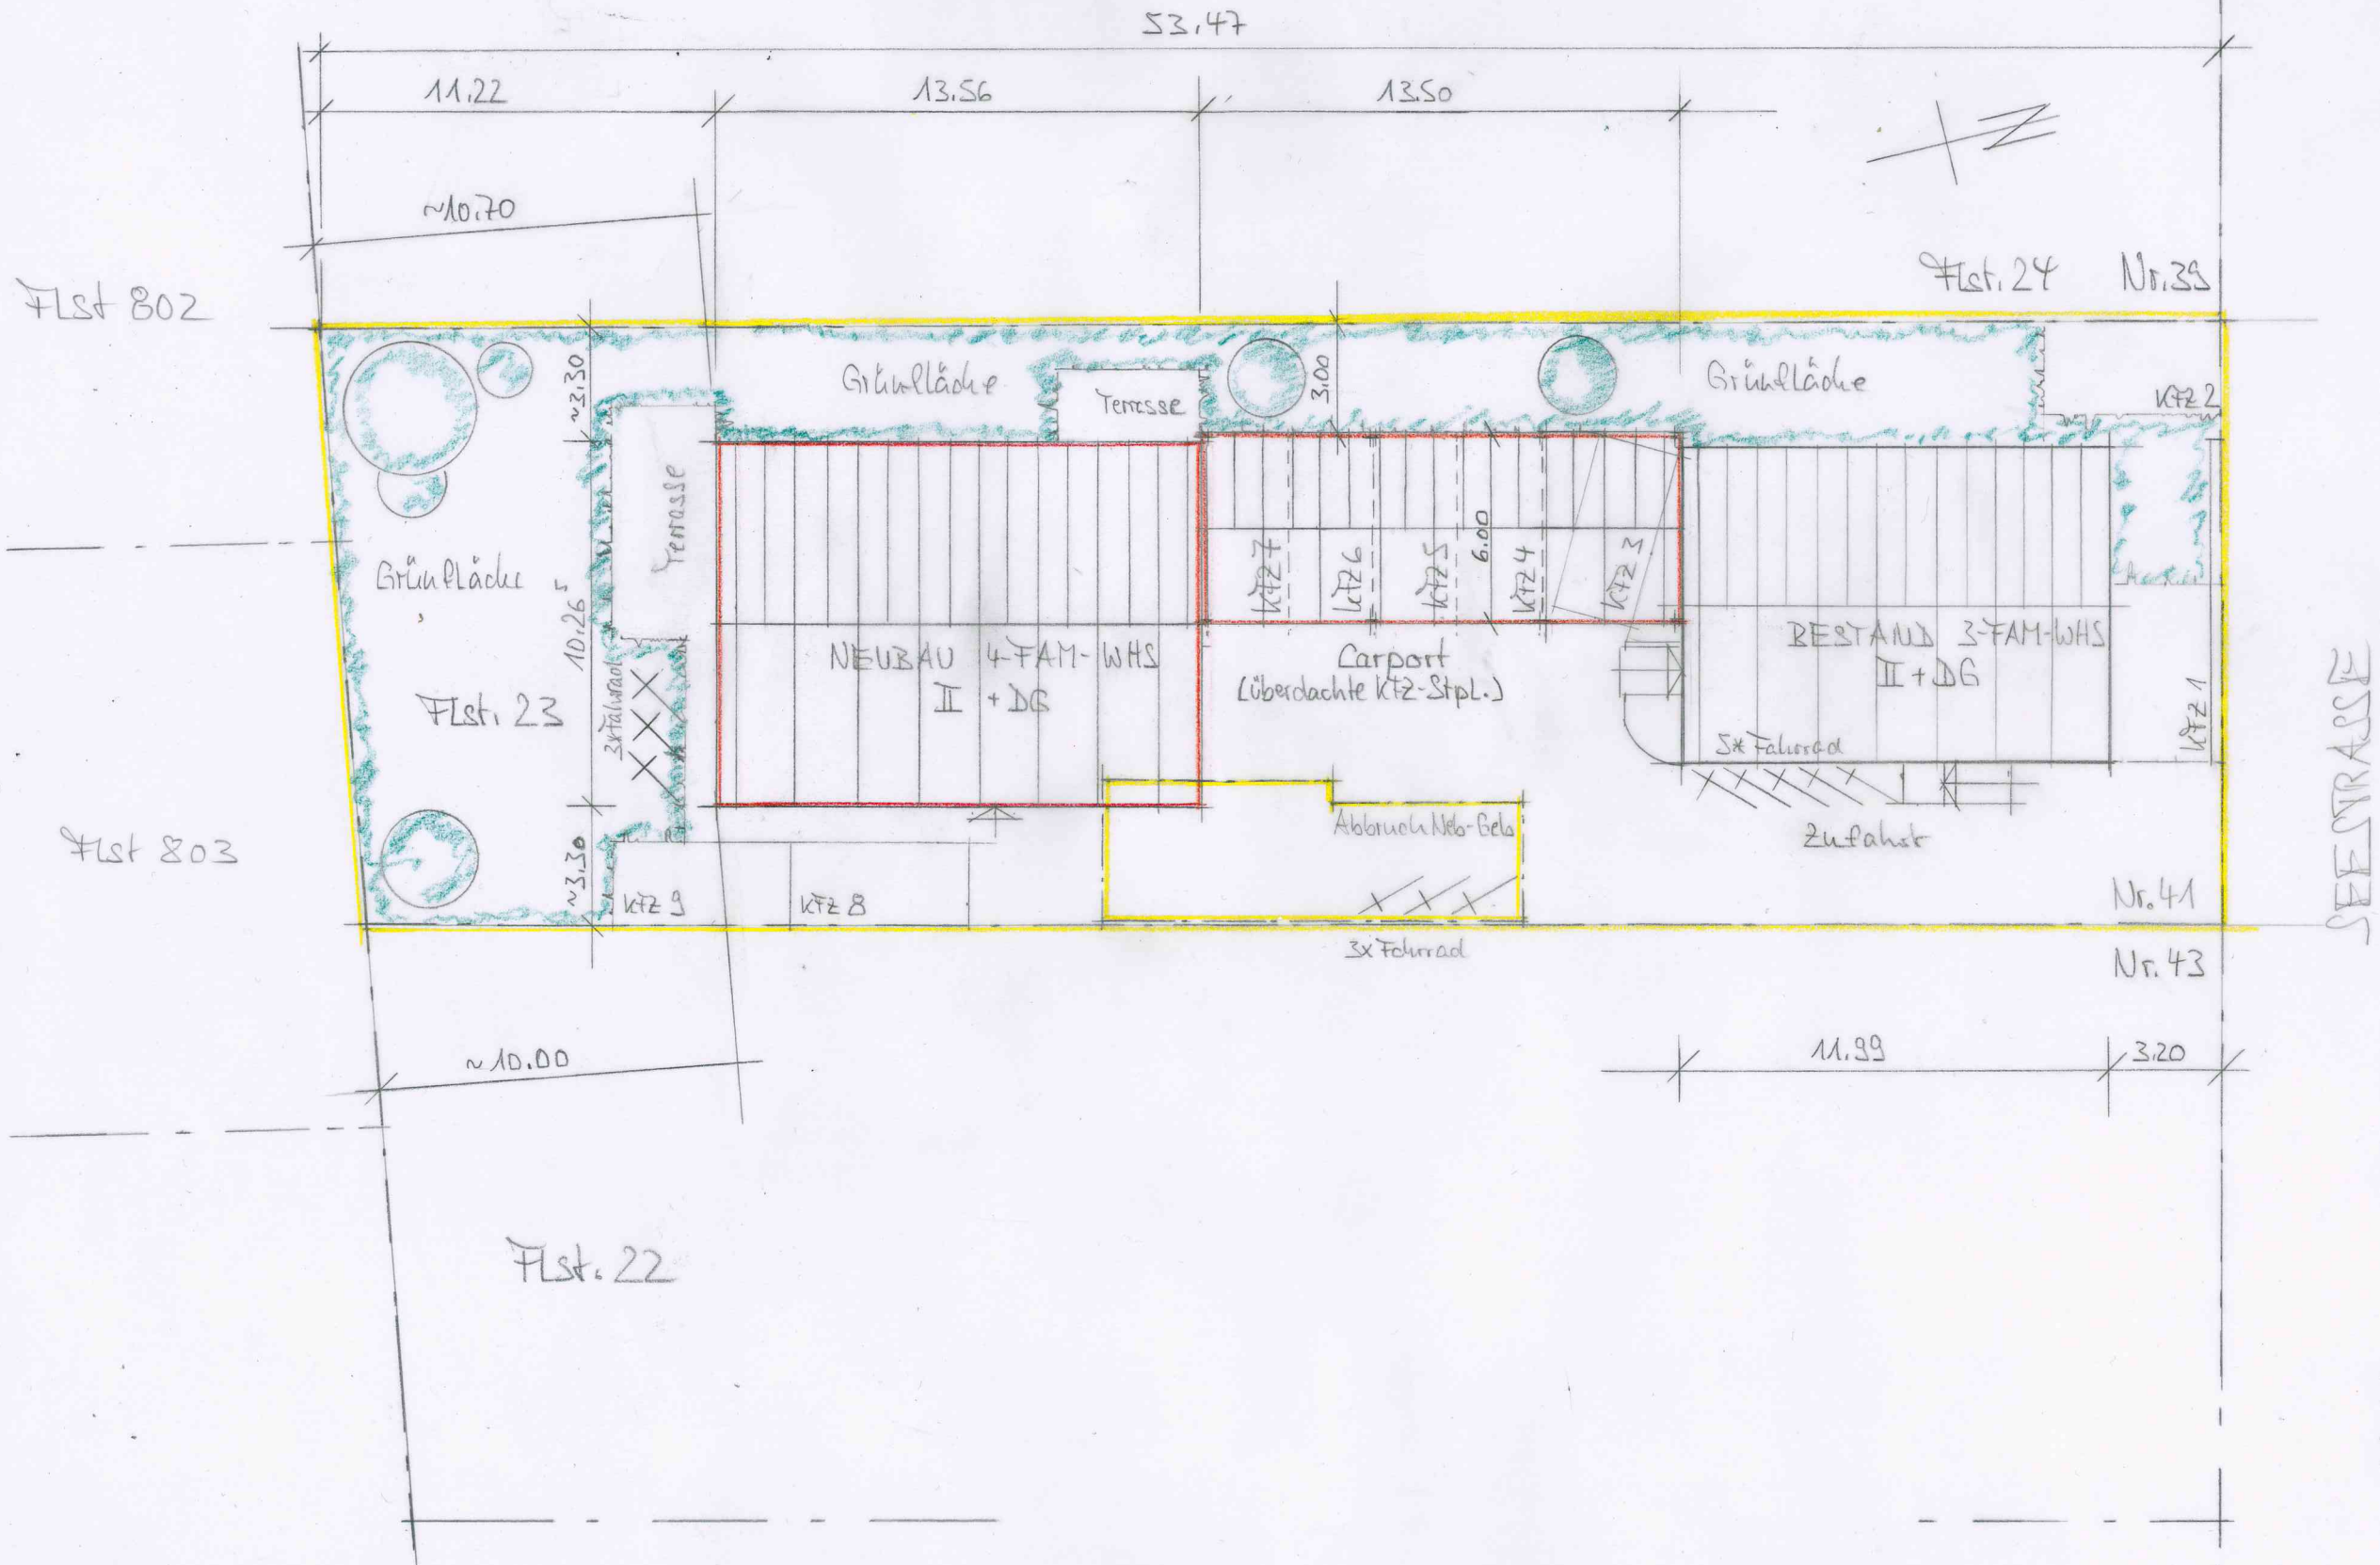 53.47
11.22
13.56
13.50
N
~10.70
Flst 802
Flst. 24
Nr. 39
~3.30
Grünfläche
Terrasse
3.00
Grünfläche
KFZ 2
Terrasse
Grünfläche
10.26⁵
KFZ 7
KFZ 6
KFZ 5
6.00
KFZ 4
KFZ 3
NEUBAU 4-FAM-WHS
II + DG
Carport
(überdachte KFZ-Stpl.)
BESTAND 3-FAM-WHS
II + DG
KFZ 1
SEESTRASSE
Flst. 23
3x Fahrrad
5x Fahrrad
Abbruch Neb-Geb
Zufahrt
Flst 803
~3.30
KFZ 9
KFZ 8
Nr. 41
3x Fahrrad
Nr. 43
~10.00
11.99
3.20
Flst. 22